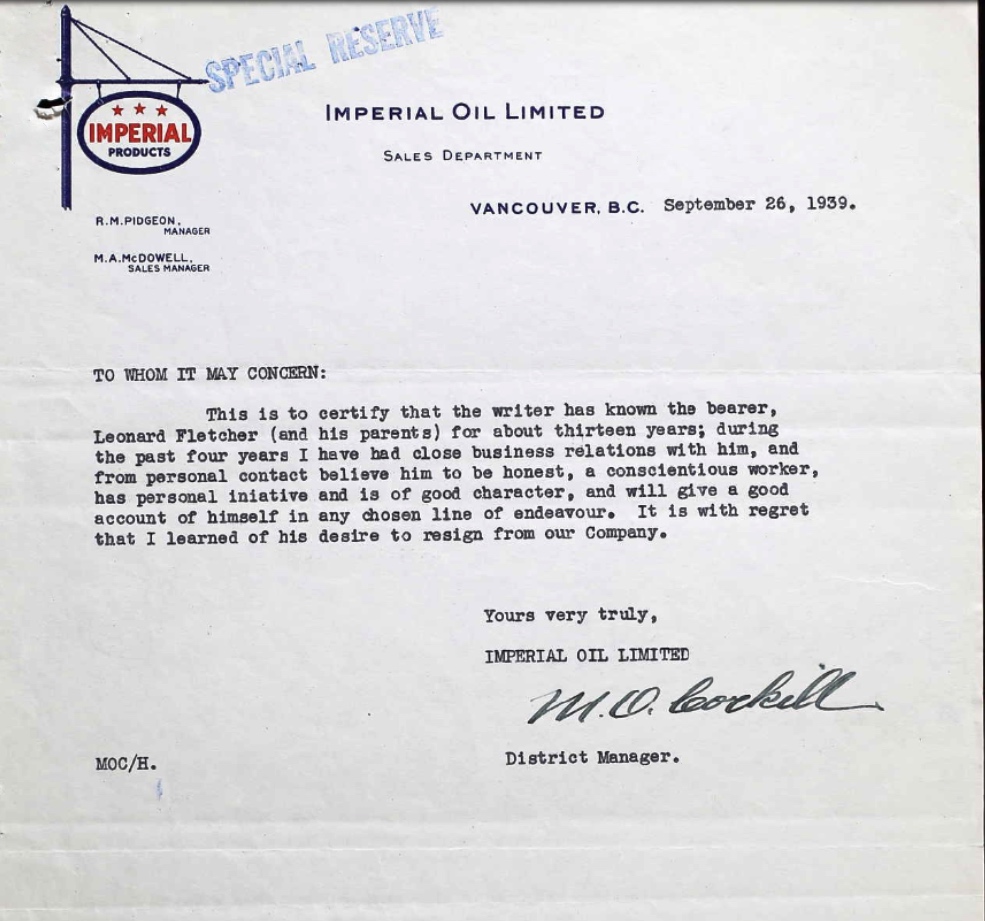 SPECIAL RESERVE
IMPERIAL
PRODUCTS
IMPERIAL OIL LIMITED
SALES DEPARTMENT
VANCOUVER, B.C. September 26, 1939.
R.M.PIDGEON,
MANAGER
M.A.McDOWELL,
SALES MANAGER
TO WHOM IT MAY CONCERN:
This is to certify that the writer has known the bearer,
Leonard Fletcher (and his parents) for about thirteen years; during
the past four years I have had close business relations with him, and
from personal contact believe him to be honest, a conscientious worker,
has personal iniative and is of good character, and will give a good
account of himself in any chosen line of endeavour. It is with regret
that I learned of his desire to resign from our Company.
Yours very truly,
IMPERIAL OIL LIMITED
M.O. Corkill
District Manager.
MOC/H.